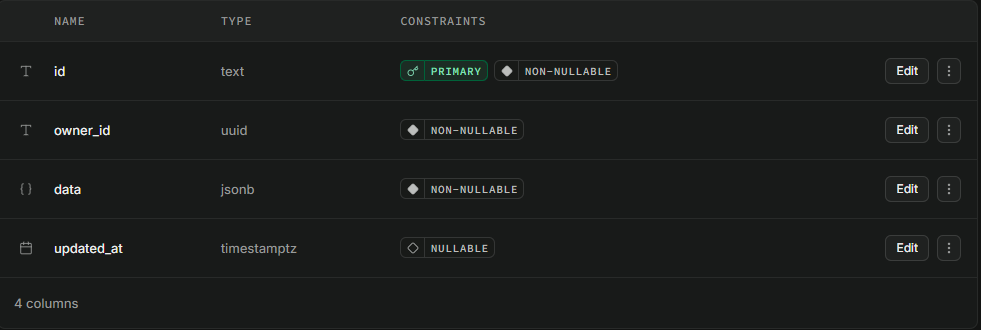 NAME TYPE CONSTRAINTS
id text PRIMARY NON-NULLABLE Edit
owner_id uuid NON-NULLABLE Edit
data jsonb NON-NULLABLE Edit
updated_at timestamptz NULLABLE Edit
4 columns